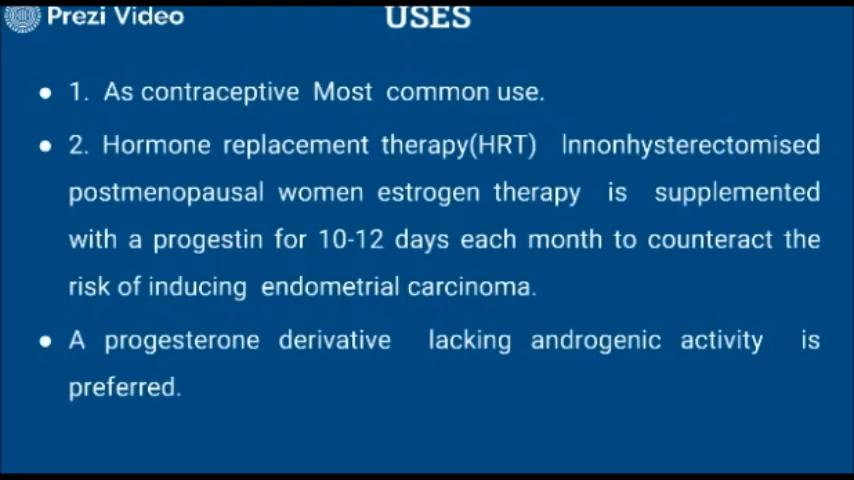 Prezi Video
USES
● 1. As contraceptive Most common use.
● 2. Hormone replacement therapy(HRT) Innonhysterectomised
postmenopausal women estrogen therapy is supplemented
with a progestin for 10-12 days each month to counteract the
risk of inducing endometrial carcinoma.
● A progesterone derivative lacking androgenic activity is
preferred.